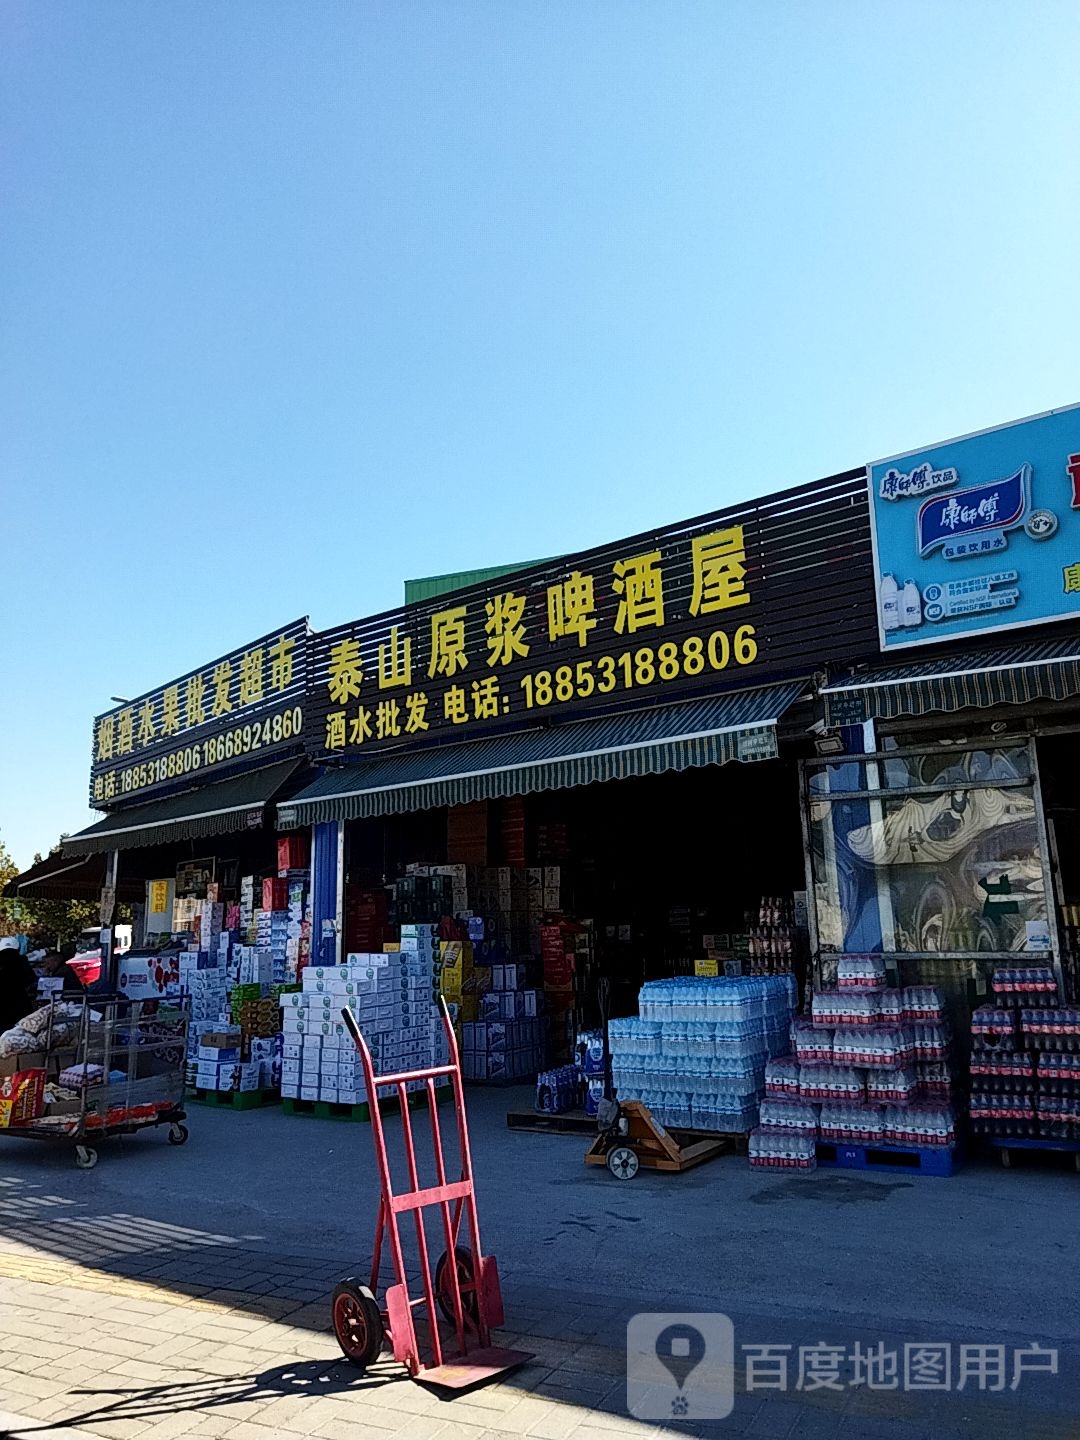 烟酒水果批发超市
电话:18853188806 18668924860
泰山原浆啤酒屋
酒水批发 电话:18853188806
康师傅饮品
康师傅
包装饮用水
百度地图用户